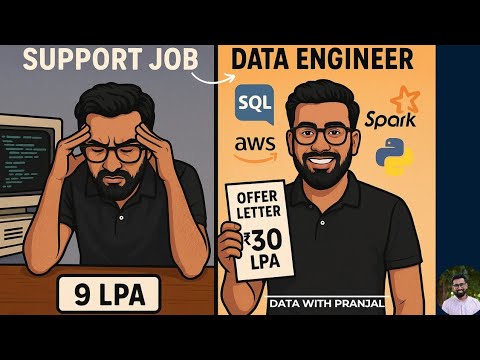 SUPPORT JOB
9 LPA
DATA ENGINEER
SQL
aws
Spark
OFFER
LETTER
₹30
LPA
DATA WITH PRANJAL